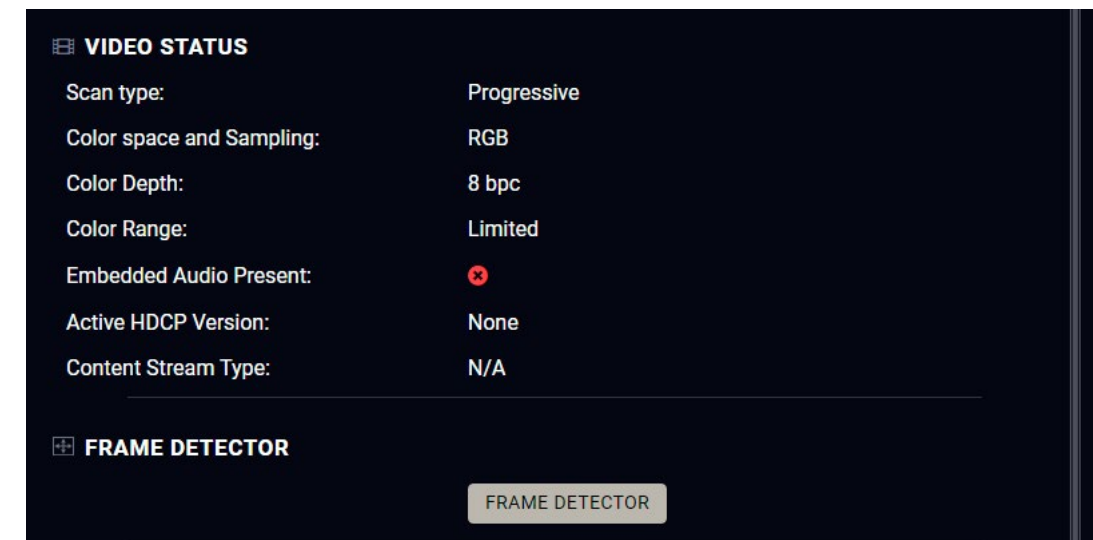 VIDEO STATUS
Scan type: Progressive
Color space and Sampling: RGB
Color Depth: 8 bpc
Color Range: Limited
Embedded Audio Present:
Active HDCP Version: None
Content Stream Type: N/A
FRAME DETECTOR
FRAME DETECTOR